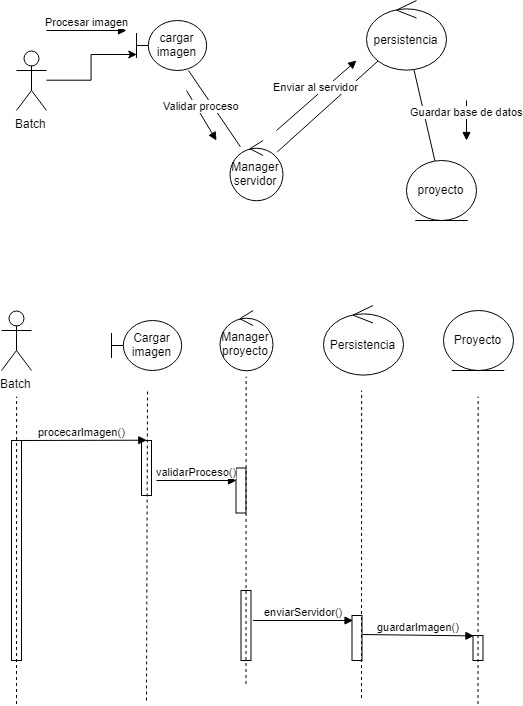 Procesar imagen
cargar
imagen
persistencia
Enviar al servidor
Validar proceso
Guardar base de datos
Batch
Manager
servidor
proyecto
Batch
Cargar
imagen
Manager
proyecto
Persistencia
Proyecto
procecarImagen()
validarProceso()
enviarServidor()
guardarImagen()